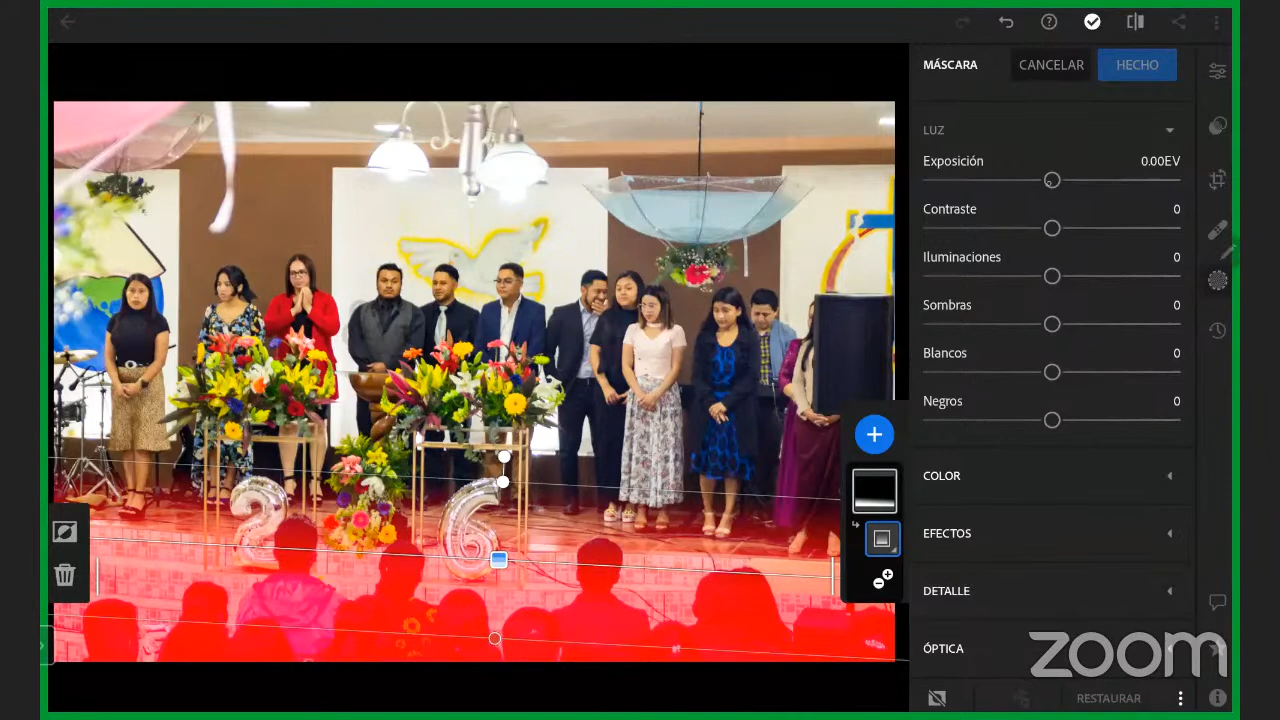 MÁSCARA
CANCELAR
HECHO
LUZ
Exposición 0.00EV
Contraste 0
Iluminaciones 0
Sombras 0
Blancos 0
Negros 0
COLOR
EFECTOS
DETALLE
ÓPTICA
RESTAURAR
zoom
26